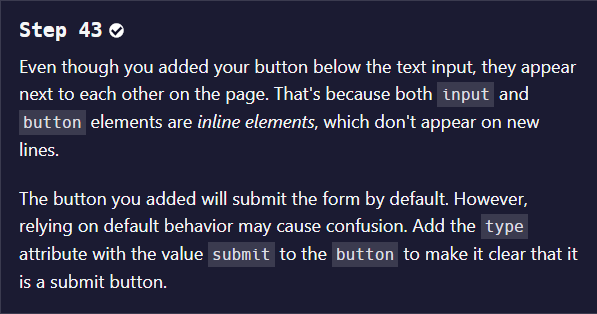 Step 43
Even though you added your button below the text input, they appear
next to each other on the page. That's because both input and
button elements are inline elements, which don't appear on new
lines.
The button you added will submit the form by default. However,
relying on default behavior may cause confusion. Add the type
attribute with the value submit to the button to make it clear that it
is a submit button.